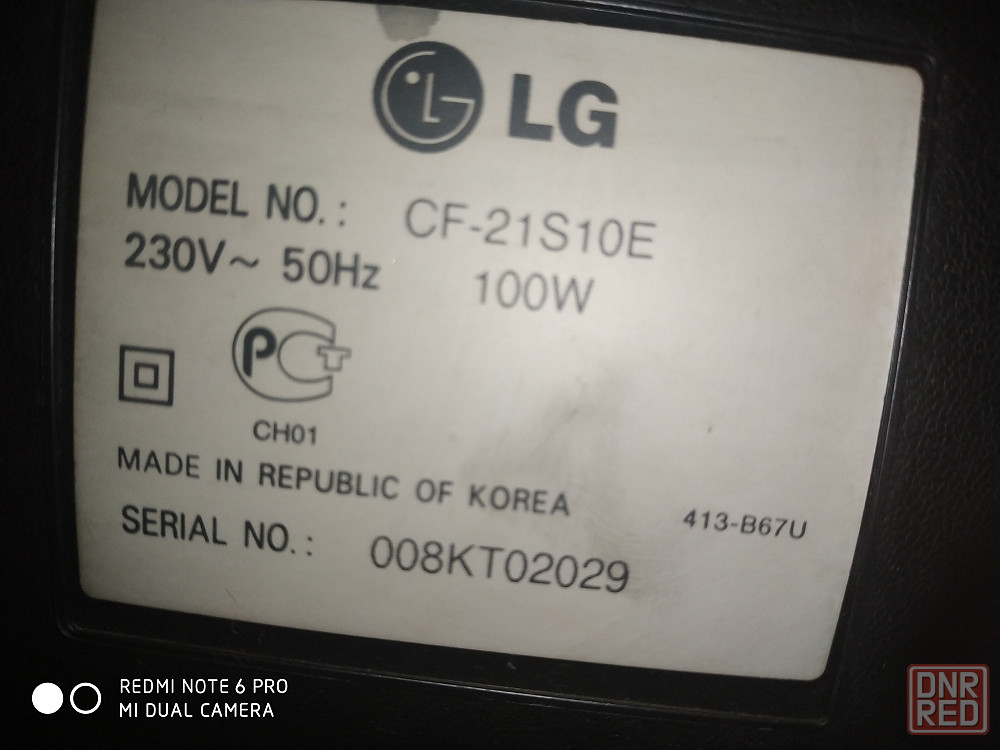 LG
MODEL NO.: CF-21S10E
230V~ 50Hz 100W
РСТ
CH01
MADE IN REPUBLIC OF KOREA
413-B67U
SERIAL NO.: 008KT02029
REDMI NOTE 6 PRO
MI DUAL CAMERA
DNR
RED